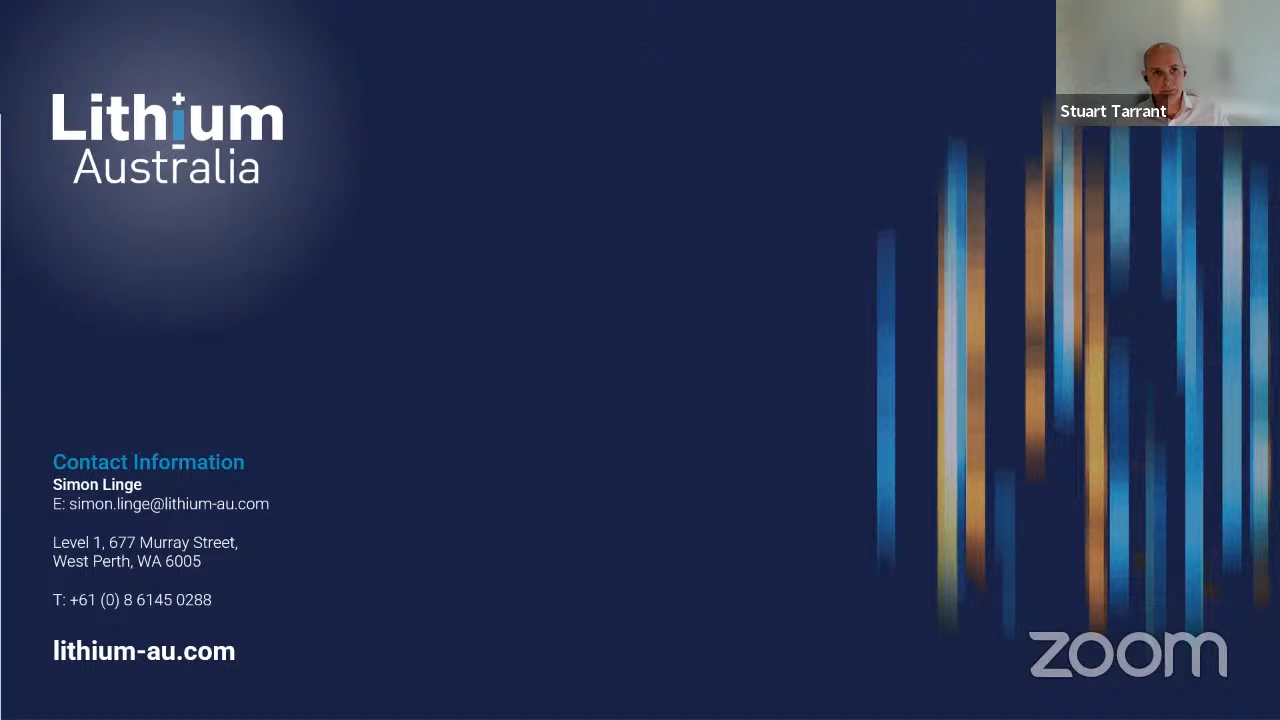 Lithium
Australia
Stuart Tarrant
Contact Information
Simon Linge
E: simon.linge@lithium-au.com
Level 1, 677 Murray Street,
West Perth, WA 6005
T: +61 (0) 8 6145 0288
lithium-au.com
zoom